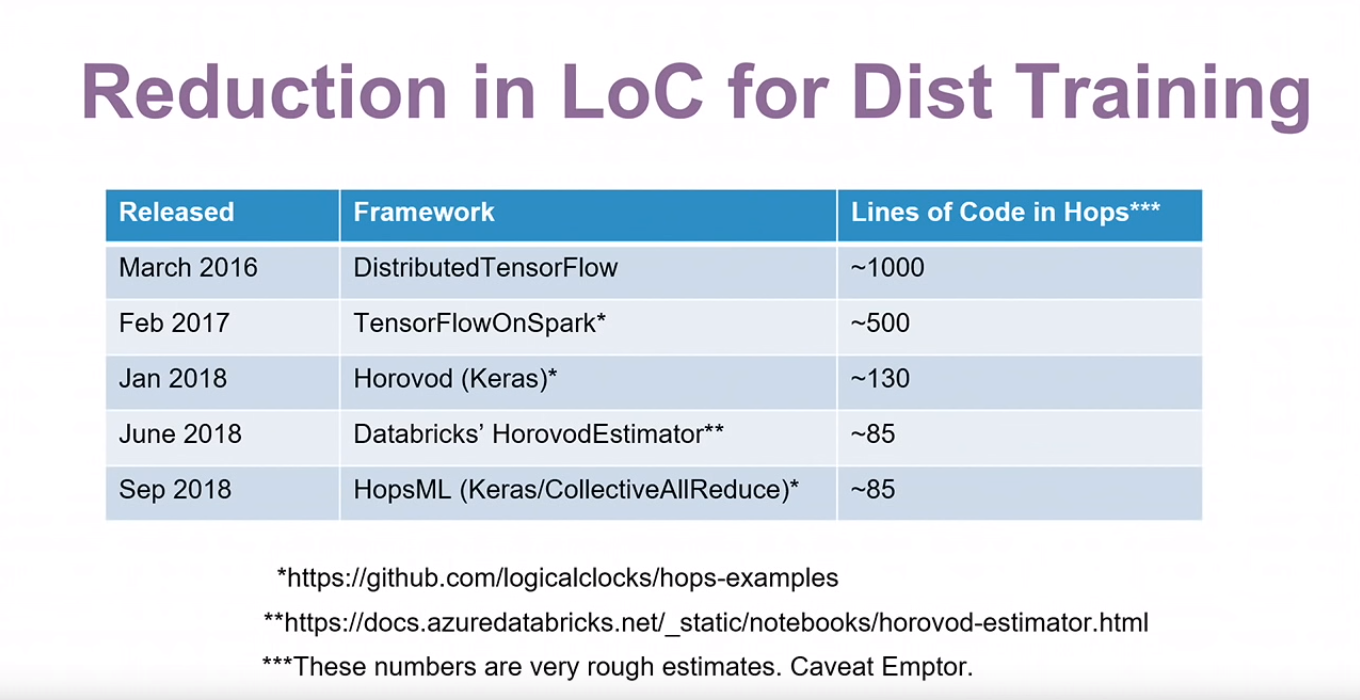 Reduction in LoC for Dist Training
Released Framework Lines of Code in Hops***
March 2016 DistributedTensorFlow ~1000
Feb 2017 TensorFlowOnSpark* ~500
Jan 2018 Horovod (Keras)* ~130
June 2018 Databricks’ HorovodEstimator** ~85
Sep 2018 HopsML (Keras/CollectiveAllReduce)* ~85
*https://github.com/logicalclocks/hops-examples
**https://docs.azuredatabricks.net/_static/notebooks/horovod-estimator.html
***These numbers are very rough estimates. Caveat Emptor.